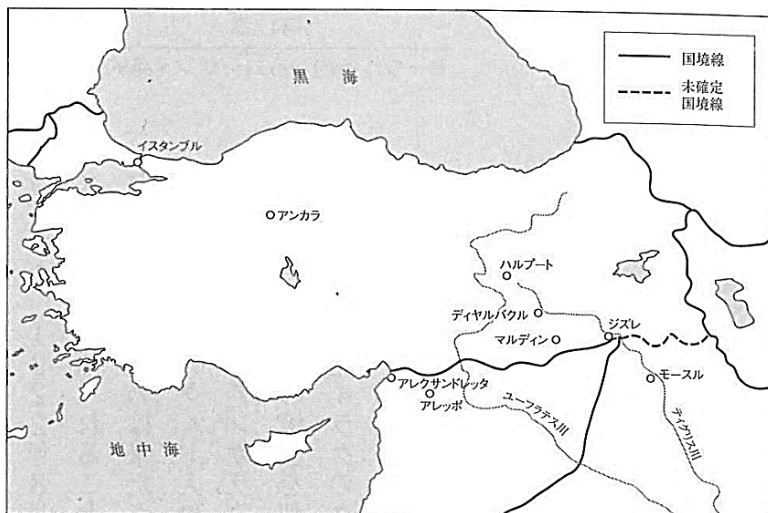 黒海
国境線
未確定
国境線
イスタンブル
アンカラ
ハルプート
ディヤルバクル
ジズレ
マルディン
モースル
アレクサンドレッタ
アレッポ
ユーフラテス川
ティグリス川
地中海